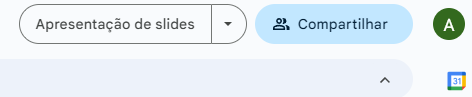 Apresentação de slides
Compartilhar
A
31